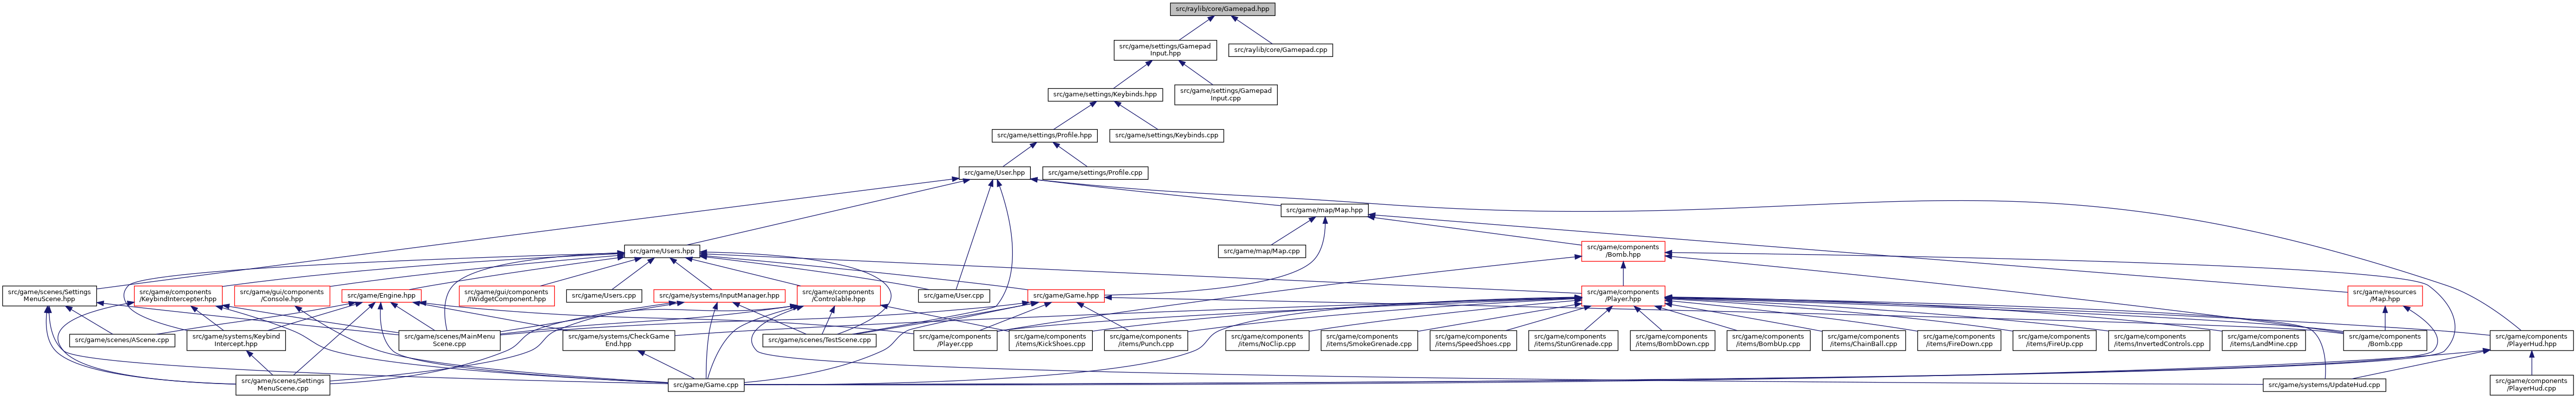 src/raylib/core/Gamepad.hpp
src/game/settings/Gamepad
Input.hpp
src/raylib/core/Gamepad.cpp
src/game/settings/Keybinds.hpp
src/game/settings/Gamepad
Input.cpp
src/game/settings/Profile.hpp
src/game/settings/Keybinds.cpp
src/game/User.hpp
src/game/settings/Profile.cpp
src/game/map/Map.hpp
src/game/Users.hpp
src/game/map/Map.cpp
src/game/components
/Bomb.hpp
src/game/scenes/Settings
MenuScene.hpp
src/game/components
/KeybindIntercepter.hpp
src/game/gui/components
/Console.hpp
src/game/Engine.hpp
src/game/gui/components
/IWidgetComponent.hpp
src/game/Users.cpp
src/game/systems/InputManager.hpp
src/game/components
/Controlable.hpp
src/game/User.cpp
src/game/Game.hpp
src/game/components
/Player.hpp
src/game/resources
/Map.hpp
src/game/scenes/AScene.cpp
src/game/systems/Keybind
Intercept.hpp
src/game/scenes/MainMenu
Scene.cpp
src/game/systems/CheckGame
End.hpp
src/game/scenes/TestScene.cpp
src/game/components
/Player.cpp
src/game/components
/items/KickShoes.cpp
src/game/components
/items/Punch.cpp
src/game/components
/items/NoClip.cpp
src/game/components
/items/SmokeGrenade.cpp
src/game/components
/items/SpeedShoes.cpp
src/game/components
/items/StunGrenade.cpp
src/game/components
/items/BombDown.cpp
src/game/components
/items/BombUp.cpp
src/game/components
/items/ChainBall.cpp
src/game/components
/items/FireDown.cpp
src/game/components
/items/FireUp.cpp
src/game/components
/items/InvertedControls.cpp
src/game/components
/items/LandMine.cpp
src/game/components
/Bomb.cpp
src/game/components
/PlayerHud.hpp
src/game/scenes/Settings
MenuScene.cpp
src/game/Game.cpp
src/game/systems/UpdateHud.cpp
src/game/components
/PlayerHud.cpp